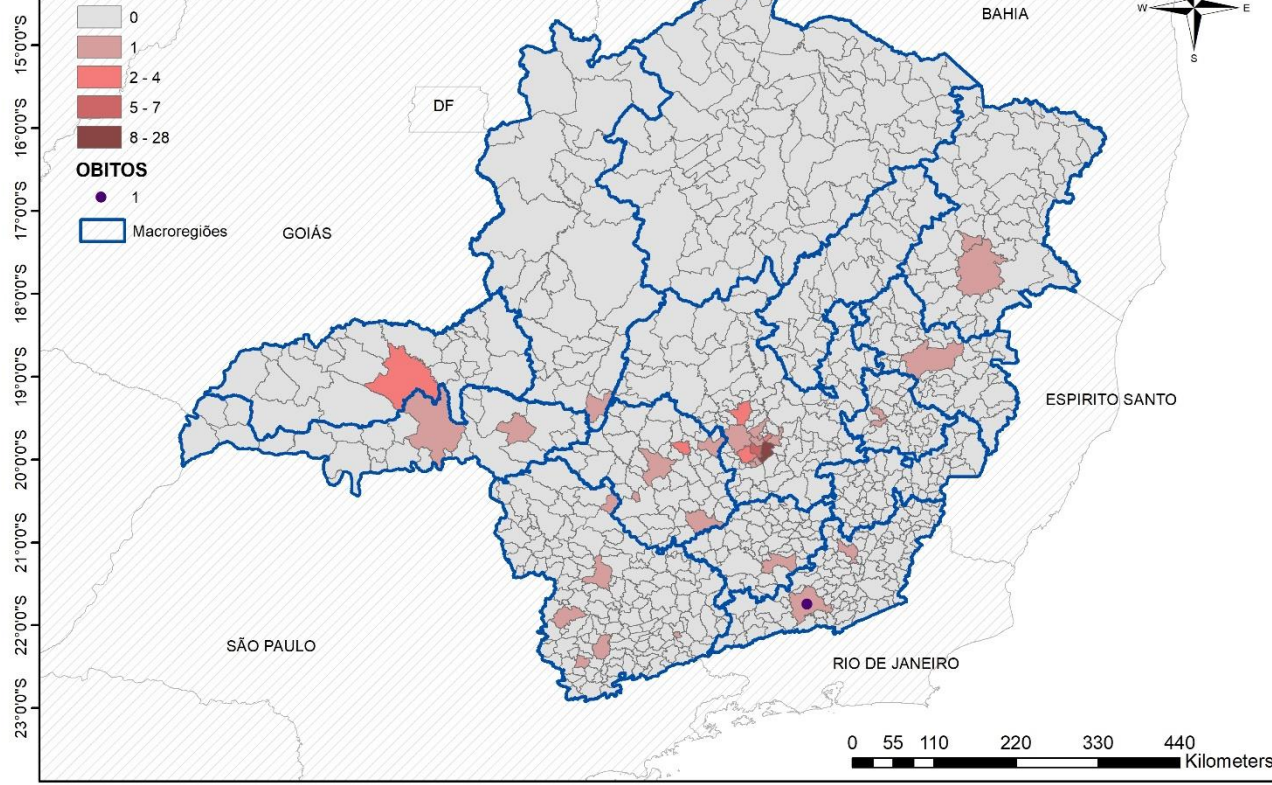 0
1
2 - 4
5 - 7
8 - 28
OBITOS
1
Macroregiões
BAHIA
W
E
S
DF
GOIÁS
ESPIRITO SANTO
SÃO PAULO
RIO DE JANEIRO
15°0'0"S
16°0'0"S
17°0'0"S
18°0'0"S
19°0'0"S
20°0'0"S
21°0'0"S
22°0'0"S
23°0'0"S
0 55 110 220 330 440
Kilometers